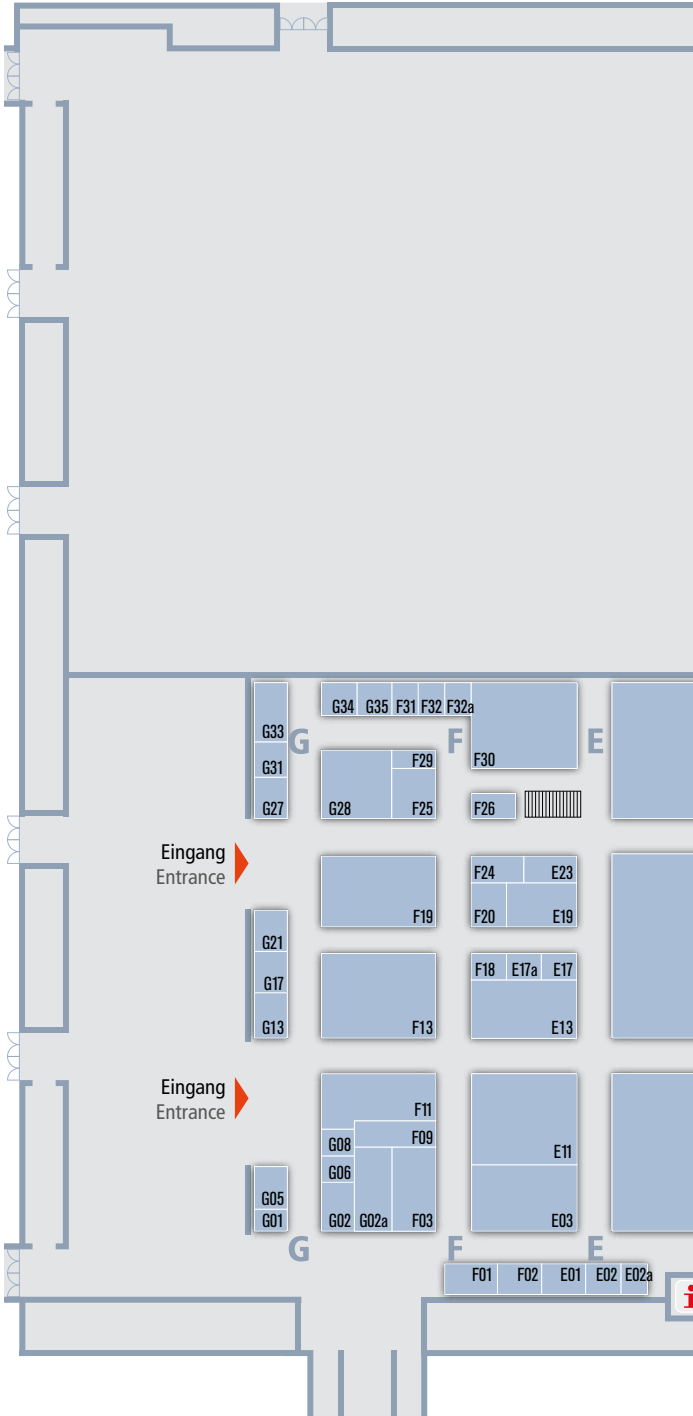 G34 G35 F31 F32 F32a
G33
G F E
G31
F29
F30
G27
G28
F25
F26
Eingang
Entrance
F24
E23
F19
F20
E19
G21
G17
F18
E17a
E17
G13
F13
E13
Eingang
Entrance
F11
F09
G08
E11
G06
G05
G01
G02
G02a
F03
E03
G F E
F01 F02 E01 E02 E02a
i